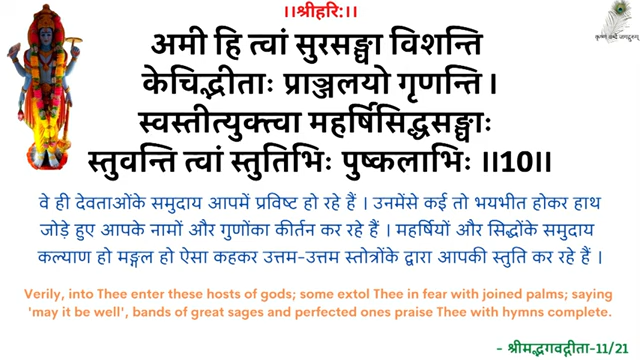 ।।श्रीहरि:।।
कृष्णं वन्दे जगद्गुरुम्
अमी हि त्वां सुरसङ्घा विशन्ति
केचिद्भीताः प्राञ्जलयो गृणन्ति ।
स्वस्तीत्युक्त्वा महर्षिसिद्धसङ्घाः
स्तुवन्ति त्वां स्तुतिभिः पुष्कलाभिः ।।10।।
वे ही देवताओंके समुदाय आपमें प्रविष्ट हो रहे हैं । उनमेंसे कई तो भयभीत होकर हाथ
जोड़े हुए आपके नामों और गुणोंका कीर्तन कर रहे हैं । महर्षियों और सिद्धोंके समुदाय
कल्याण हो मङ्गल हो ऐसा कहकर उत्तम-उत्तम स्तोत्रोंके द्वारा आपकी स्तुति कर रहे हैं ।
Verily, into Thee enter these hosts of gods; some extol Thee in fear with joined palms; saying
'may it be well', bands of great sages and perfected ones praise Thee with hymns complete.
- श्रीमद्भगवद्गीता-11/21